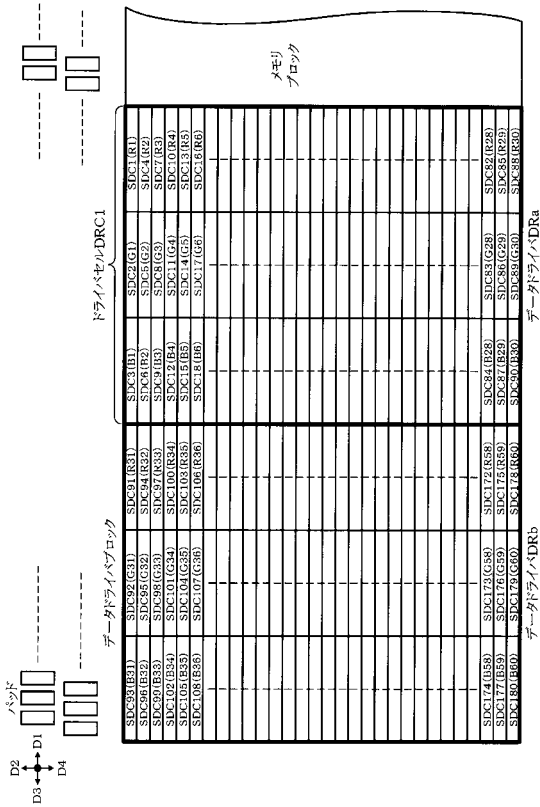 パッド
D2
D1
D3
D4
データドライバブロック
ドライバセルDRC1
メモリ
ブロック
SDC93(B31) SDC92(G31) SDC91(R31) SDC3(B1) SDC2(G1) SDC1(R1)
SDC96(B32) SDC95(G32) SDC94(R32) SDC6(B2) SDC5(G2) SDC4(R2)
SDC99(B33) SDC98(G33) SDC97(R33) SDC9(B3) SDC8(G3) SDC7(R3)
SDC102(B34) SDC101(G34) SDC100(R34) SDC12(B4) SDC11(G4) SDC10(R4)
SDC105(B35) SDC104(G35) SDC103(R35) SDC15(B5) SDC14(G5) SDC13(R5)
SDC108(B36) SDC107(G36) SDC106(R36) SDC18(B6) SDC17(G6) SDC16(R6)
SDC174(B58) SDC173(G58) SDC172(R58) SDC84(B28) SDC83(G28) SDC82(R28)
SDC177(B59) SDC176(G59) SDC175(R59) SDC87(B29) SDC86(G29) SDC85(R29)
SDC180(B60) SDC179(G60) SDC178(R60) SDC90(B30) SDC89(G30) SDC88(R30)
データドライバDRb
データドライバDRa